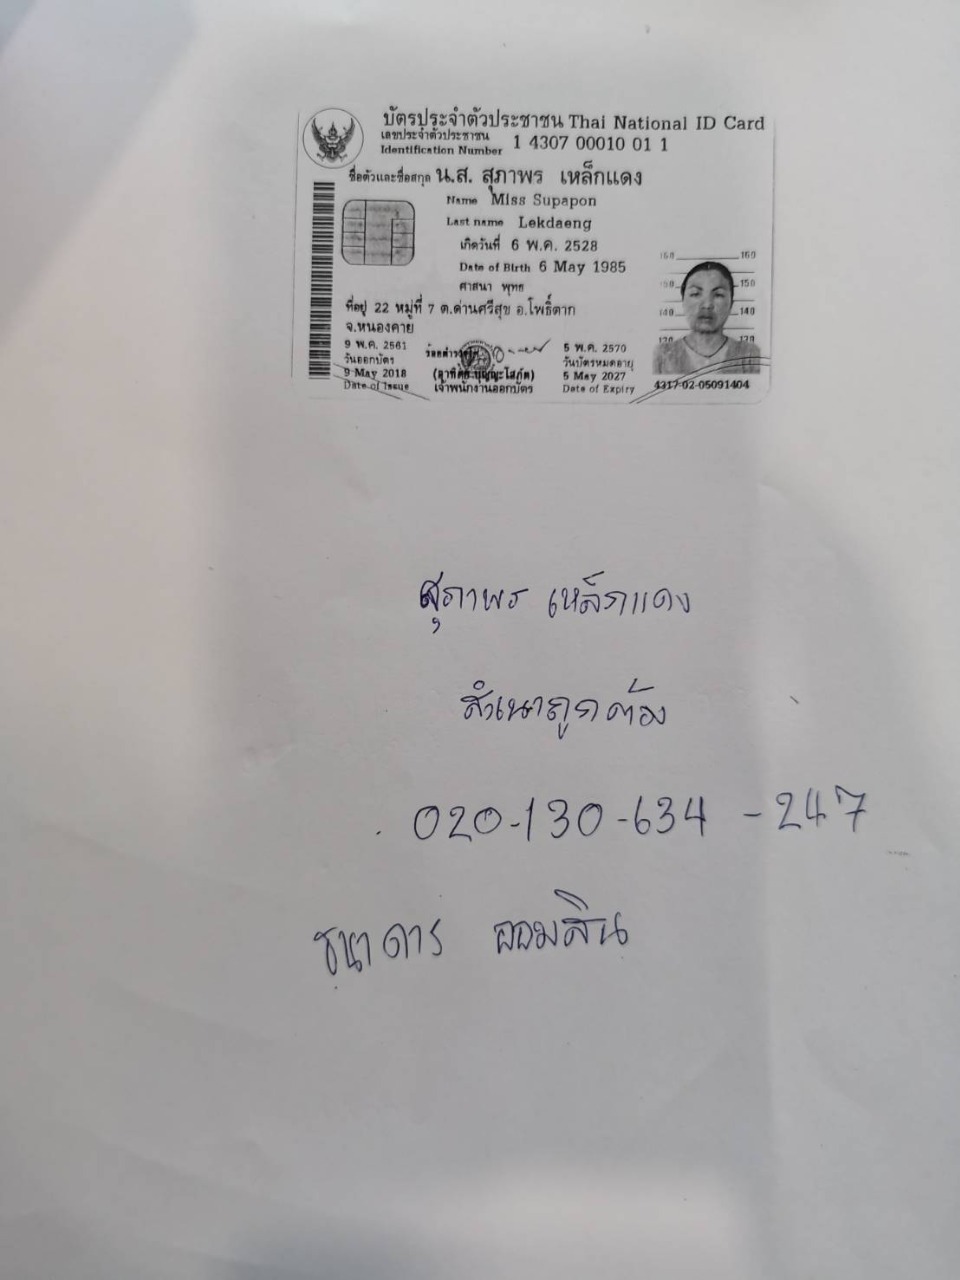 บัตรประจำตัวประชาชน Thai National ID Card
เลขประจำตัวประชาชน
Identification Number 1 4307 00010 01 1
ชื่อตัวและชื่อสกุล น.ส. สุภาพร เหล็กแดง
Name Miss Supapon
Last name Lekdaeng
เกิดวันที่ 6 พ.ค. 2528
Date of Birth 6 May 1985
ศาสนา พุทธ
ที่อยู่ 22 หมู่ที่ 7 ต.ด่านศรีสุข อ.โพธิ์ตาก
จ.หนองคาย
9 พ.ค. 2561
วันออกบัตร
9 May 2018
Date of Issue
เจ้าพนักงานออกบัตร
5 พ.ค. 2570
วันบัตรหมดอายุ
5 May 2027
Date of Expiry
160 160
150 150
140 140
4317-02-05091404
สุภาพร เหล็กแดง
สำเนาถูกต้อง
020-130-634-247
ธนาคาร ออมสิน